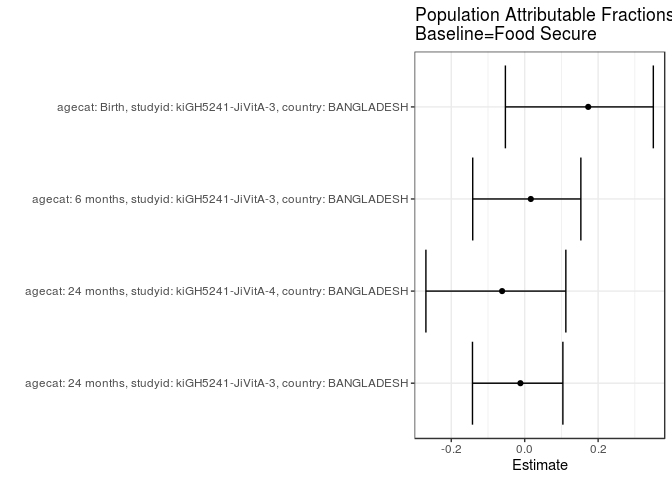 Population Attributable Fractions
Baseline=Food Secure
agecat: Birth, studyid: kiGH5241-JiVitA-3, country: BANGLADESH
agecat: 6 months, studyid: kiGH5241-JiVitA-3, country: BANGLADESH
agecat: 24 months, studyid: kiGH5241-JiVitA-4, country: BANGLADESH
agecat: 24 months, studyid: kiGH5241-JiVitA-3, country: BANGLADESH
-0.2 0.0 0.2
Estimate